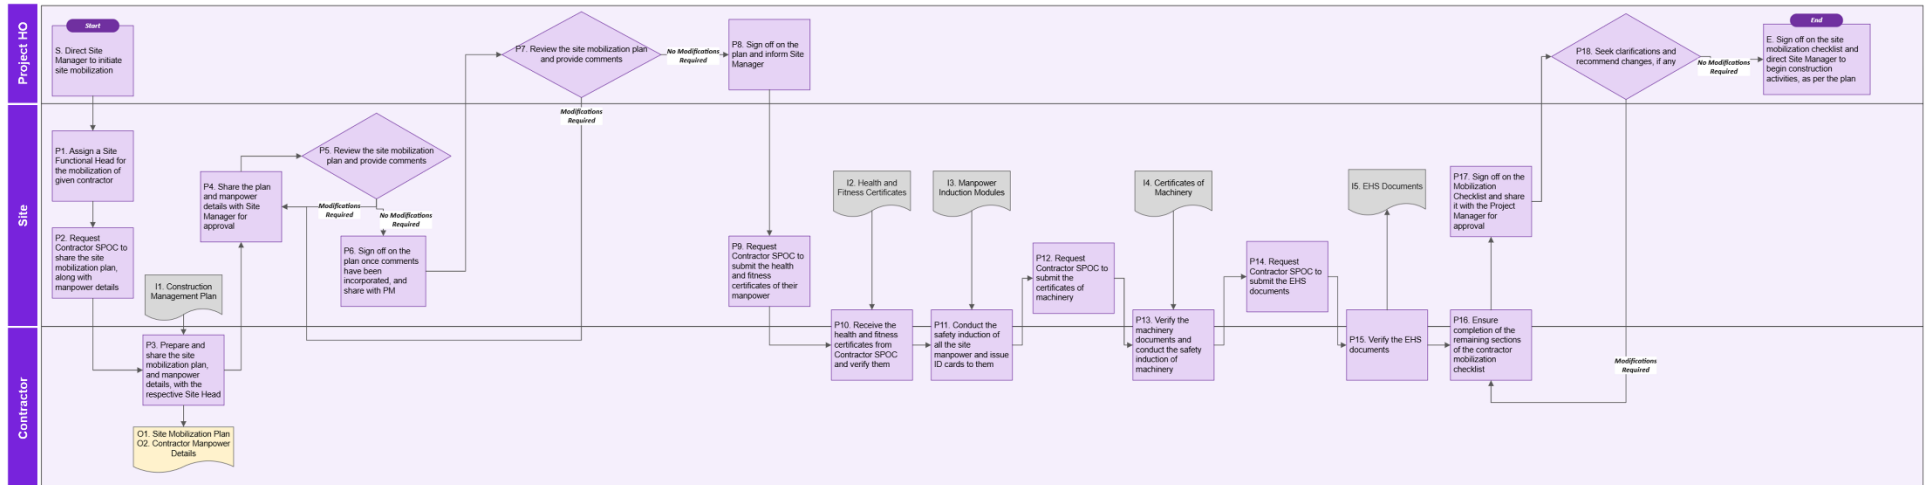 Project HO
Start
S. Direct Site
Manager to initiate
site mobilization
P7. Review the site mobilization plan
and provide comments
No Modifications
Required
P8. Sign off on the
plan and inform Site
Manager
Modifications
Required
P18. Seek clarifications and
recommend changes, if any
No Modifications
Required
End
E. Sign off on the site
mobilization checklist and
direct Site Manager to
begin construction
activities, as per the plan
Site
P1. Assign a Site
Functional Head for
the mobilization of
given contractor
P2. Request
Contractor SPOC to
share the site
mobilization plan,
along with
manpower details
I1. Construction
Management Plan
P4. Share the plan
and manpower
details with Site
Manager for
approval
P5. Review the site mobilization
plan and provide comments
Modifications
Required
No Modifications
Required
P6. Sign off on the
plan once comments
have been
incorporated, and
share with PM
P9. Request
Contractor SPOC to
submit the health
and fitness
certificates of their
manpower
I2. Health and
Fitness Certificates
I3. Manpower
Induction Modules
P12. Request
Contractor SPOC to
submit the
certificates of
machinery
I4. Certificates of
Machinery
P14. Request
Contractor SPOC to
submit the EHS
documents
I5. EHS Documents
P17. Sign off on the
Mobilization
Checklist and share
it with the Project
Manager for
approval
Contractor
P3. Prepare and
share the site
mobilization plan,
and manpower
details, with the
respective Site Head
O1. Site Mobilization Plan
O2. Contractor Manpower
Details
P10. Receive the
health and fitness
certificates from
Contractor SPOC
and verify them
P11. Conduct the
safety induction of
all the site
manpower and issue
ID cards to them
P13. Verify the
machinery
documents and
conduct the safety
induction of
machinery
P15. Verify the EHS
documents
P16. Ensure
completion of the
remaining sections
of the contractor
mobilization
checklist
Modifications
Required